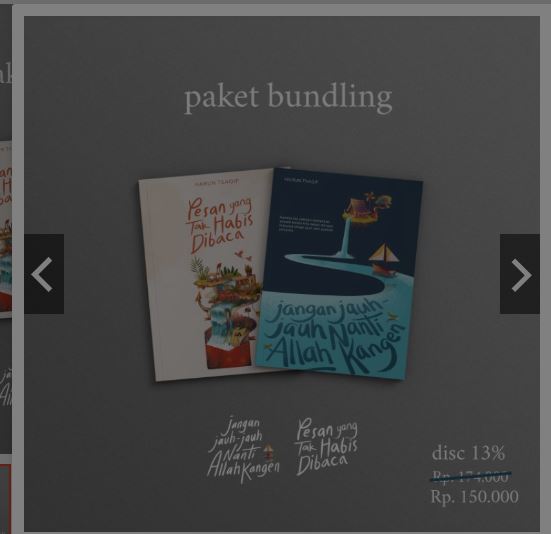 paket bundling
HARUN TSAQIF
Pesan yang
Tak Habis
Dibaca
HARUN TSAQIF
jangan jauh-
jauh Nanti
Allah Kangen
jangan
jauh-jauh
Nanti
Allah Kangen
Pesan yang
Tak Habis
Dibaca
disc 13%
Rp. 174.000
Rp. 150.000